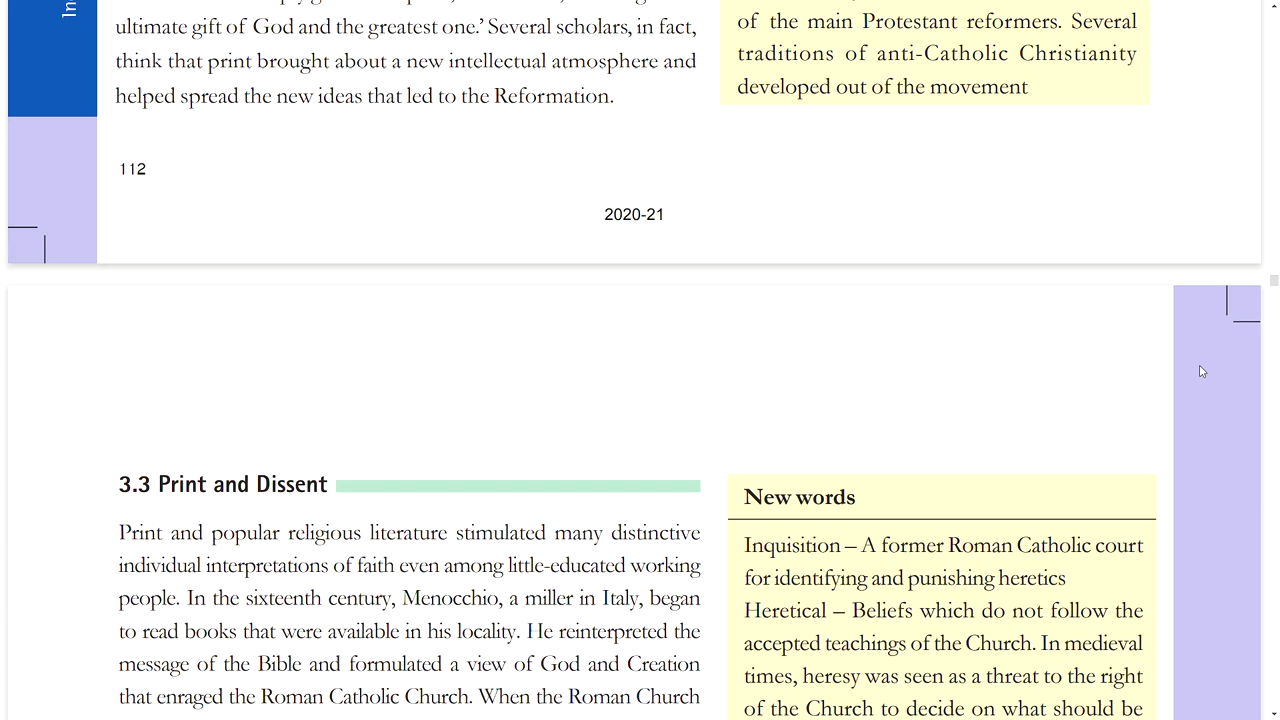 In
ultimate gift of God and the greatest one.' Several scholars, in fact,
think that print brought about a new intellectual atmosphere and
helped spread the new ideas that led to the Reformation.
of the main Protestant reformers. Several
traditions of anti-Catholic Christianity
developed out of the movement
112
2020-21
3.3 Print and Dissent
Print and popular religious literature stimulated many distinctive
individual interpretations of faith even among little-educated working
people. In the sixteenth century, Menocchio, a miller in Italy, began
to read books that were available in his locality. He reinterpreted the
message of the Bible and formulated a view of God and Creation
that enraged the Roman Catholic Church. When the Roman Church
New words
Inquisition – A former Roman Catholic court
for identifying and punishing heretics
Heretical – Beliefs which do not follow the
accepted teachings of the Church. In medieval
times, heresy was seen as a threat to the right
of the Church to decide on what should be